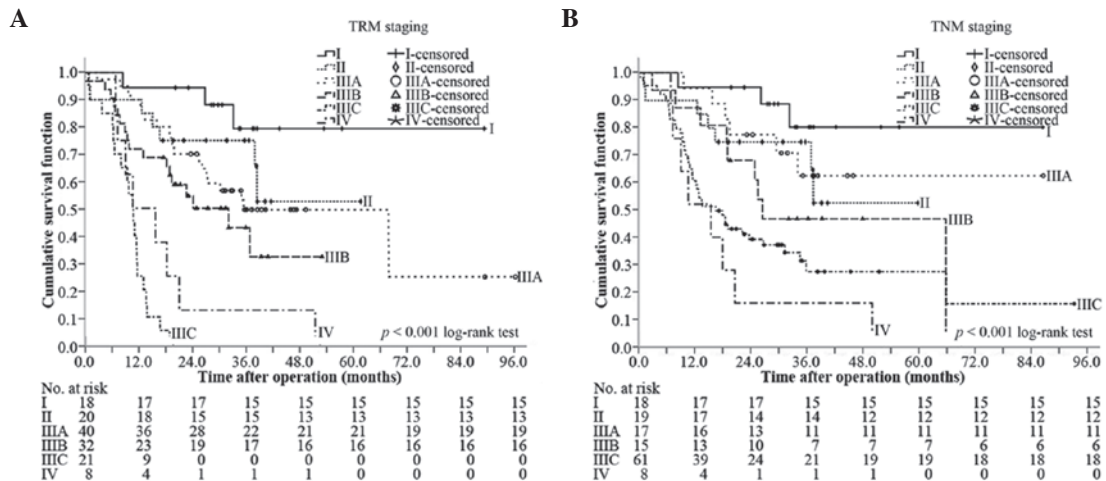 A
TRM staging
I I-censored
II II-censored
IIIA IIIA-censored
IIIB IIIB-censored
IIIC IIIC-censored
IV IV-censored
Cumulative survival function
1.0
0.9
0.8
0.7
0.6
0.5
0.4
0.3
0.2
0.1
0.0
I
II
IIIB
IIIA
IIIC
IV
p < 0.001 log-rank test
0.0 12.0 24.0 36.0 48.0 60.0 72.0 84.0 96.0
Time after operation (months)
No. at risk
I 18 17 17 15 15 15 15 15 15
II 20 18 15 15 13 13 13 13 13
IIIA 40 36 28 22 21 21 19 19 19
IIIB 32 23 19 17 16 16 16 16 16
IIIC 21 9 0 0 0 0 0 0 0
IV 8 4 1 1 1 0 0 0 0
B
TNM staging
I I-censored
II II-censored
IIIA IIIA-censored
IIIB IIIB-censored
IIIC IIIC-censored
IV IV-censored
Cumulative survival function
1.0
0.9
0.8
0.7
0.6
0.5
0.4
0.3
0.2
0.1
0.0
I
IIIA
II
IIIB
IIIC
IV
p < 0.001 log-rank test
0.0 12.0 24.0 36.0 48.0 60.0 72.0 84.0 96.0
Time after operation (months)
No. at risk
I 18 17 17 15 15 15 15 15 15
II 19 17 14 14 12 12 12 12 12
IIIA 17 16 13 11 11 11 11 11 11
IIIB 15 13 10 7 7 7 6 6 6
IIIC 61 39 24 21 19 19 18 18 18
IV 8 4 1 1 1 0 0 0 0